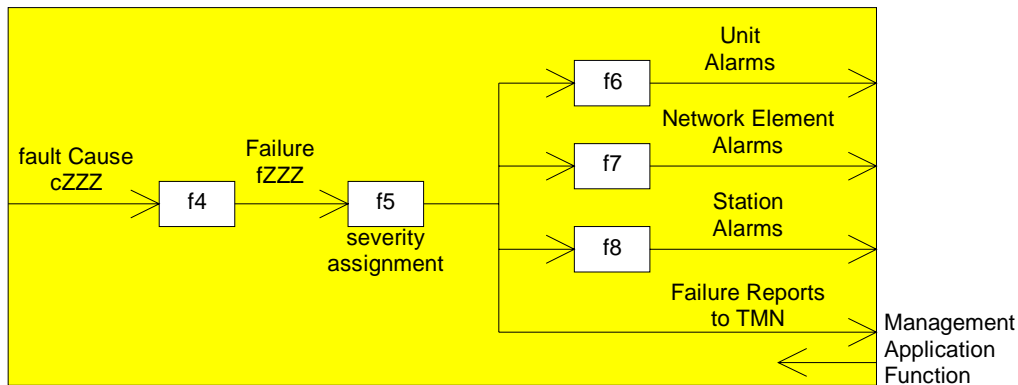 Unit
Alarms
f6
Network Element
Alarms
fault Cause
cZZZ
Failure
fZZZ
f7
f4
f5
severity
assignment
Station
Alarms
f8
Failure Reports
to TMN
Management
Application
Function